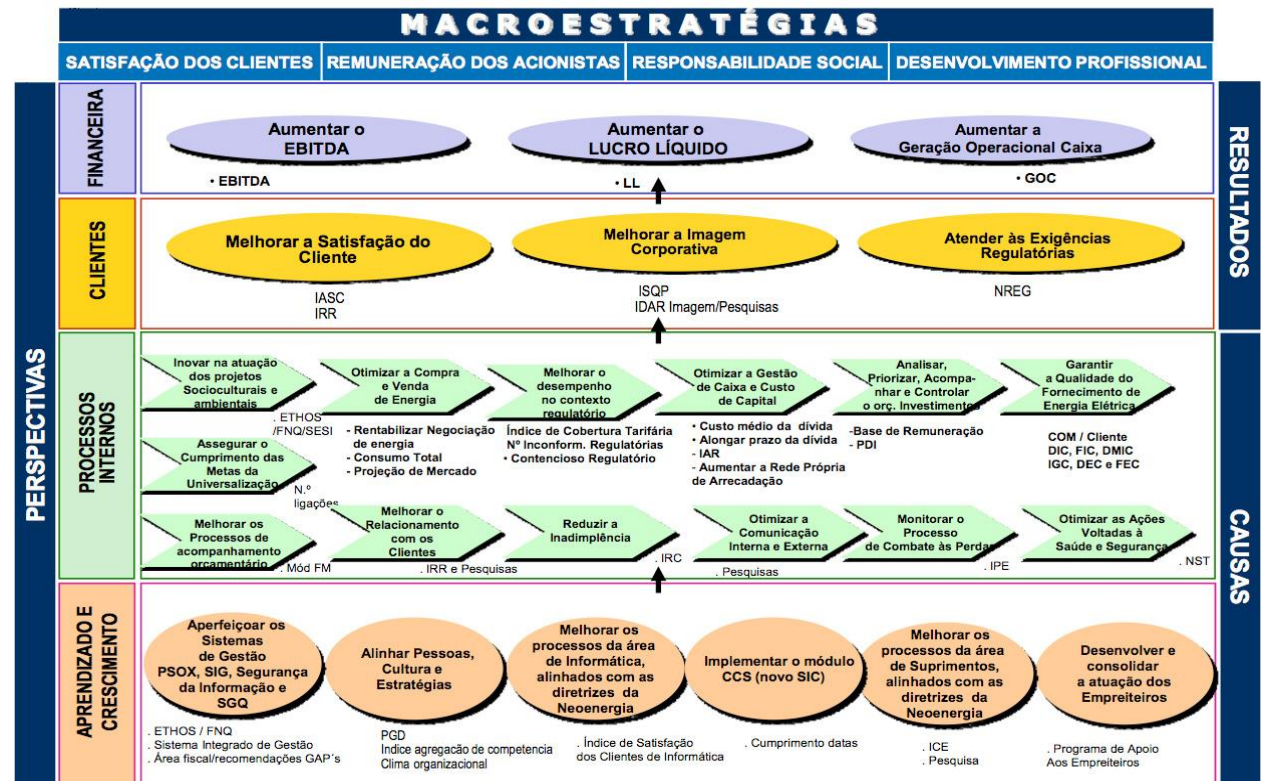 MACROESTRATÉGIAS
SATISFAÇÃO DOS CLIENTES
REMUNERAÇÃO DOS ACIONISTAS
RESPONSABILIDADE SOCIAL
DESENVOLVIMENTO PROFISSIONAL
PERSPECTIVAS
RESULTADOS
CAUSAS
FINANCEIRA
Aumentar o
EBITDA
• EBITDA
Aumentar o
LUCRO LÍQUIDO
• LL
Aumentar a
Geração Operacional Caixa
• GOC
CLIENTES
Melhorar a Satisfação do
Cliente
IASC
IRR
Melhorar a Imagem
Corporativa
ISQP
IDAR Imagem/Pesquisas
Atender às Exigências
Regulatórias
NREG
PROCESSOS
INTERNOS
Inovar na atuação
dos projetos
Socioculturais e
ambientais
. ETHOS
/FNQ/SESI
Otimizar a Compra
e Venda
de Energia
- Rentabilizar Negociação
de energia
- Consumo Total
- Projeção de Mercado
Melhorar o
desempenho
no contexto
regulatório
Índice de Cobertura Tarifária
Nº Inconform. Regulatórias
• Contencioso Regulatório
Otimizar a Gestão
de Caixa e Custo
de Capital
• Custo médio da dívida
• Alongar prazo da dívida
- IAR
- Aumentar a Rede Própria
de Arrecadação
Analisar,
Priorizar, Acompa-
nhar e Controlar
o orç. Investimentos
-Base de Remuneração
- PDI
Garantir
a Qualidade do
Fornecimento de
Energia Elétrica
COM / Cliente
DIC, FIC, DMIC
IGC, DEC e FEC
Assegurar o
Cumprimento das
Metas da
Universalização
N.º
ligações
Melhorar os
Processos de
acompanhamento
orçamentário
. Mód FM
Melhorar o
Relacionamento
com os
Clientes
. IRR e Pesquisas
Reduzir a
Inadimplência
. IRC
Otimizar a
Comunicação
Interna e Externa
. Pesquisas
Monitorar o
Processo
de Combate às Perdas
. IPE
Otimizar as Ações
Voltadas à
Saúde e Segurança
. NST
APRENDIZADO E
CRESCIMENTO
Aperfeiçoar os
Sistemas
de Gestão
PSOX, SIG, Segurança
da Informação e
SGQ
. ETHOS / FNQ
. Sistema Integrado de Gestão
. Área fiscal/recomendações GAP´s
Alinhar Pessoas,
Cultura e
Estratégias
PGD
Indice agregacão de competencia
Clima organizacional
Melhorar os
processos da área
de Informática,
alinhados com as
diretrizes da
Neoenergia
. Índice de Satisfação
dos Clientes de Informática
Implementar o módulo
CCS (novo SIC)
. Cumprimento datas
Melhorar os
processos da área
de Suprimentos,
alinhados com as
diretrizes da
Neoenergia
. ICE
. Pesquisa
Desenvolver e
consolidar
a atuação dos
Empreiteiros
. Programa de Apoio
Aos Empreiteiros